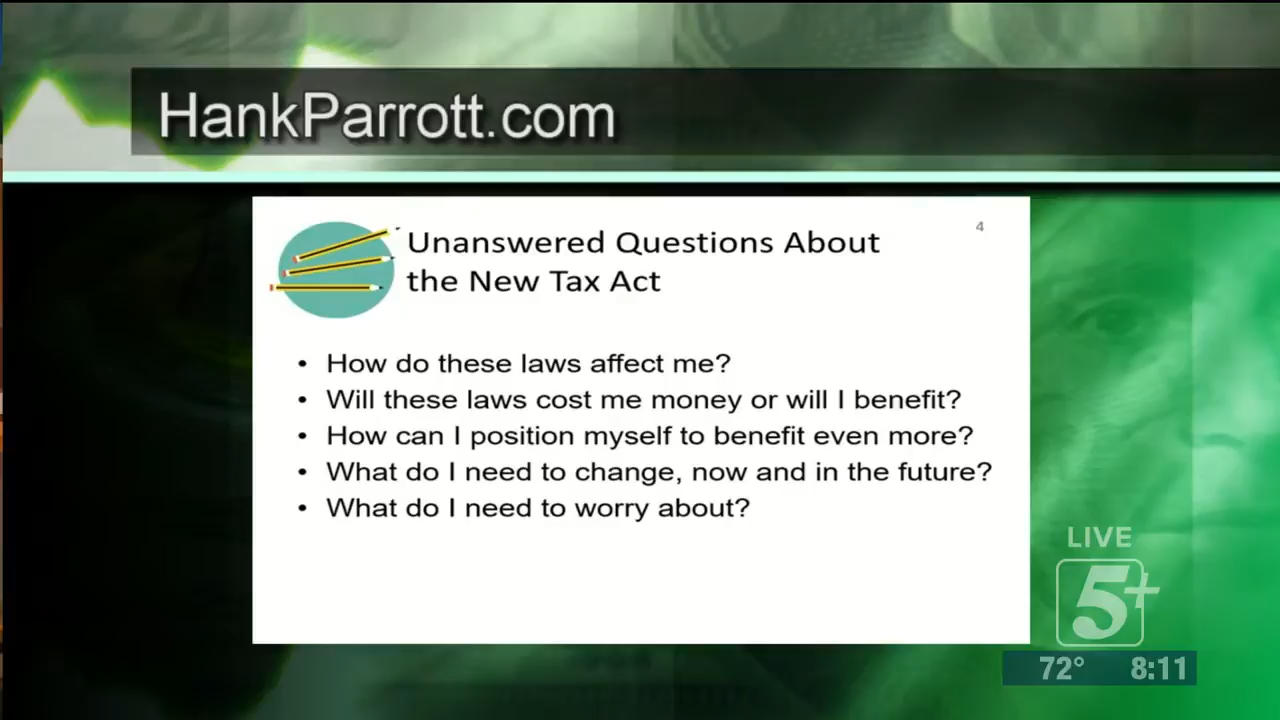 HankParrott.com
4
Unanswered Questions About
the New Tax Act
• How do these laws affect me?
• Will these laws cost me money or will I benefit?
• How can I position myself to benefit even more?
• What do I need to change, now and in the future?
• What do I need to worry about?
LIVE
5+
72° 8:11